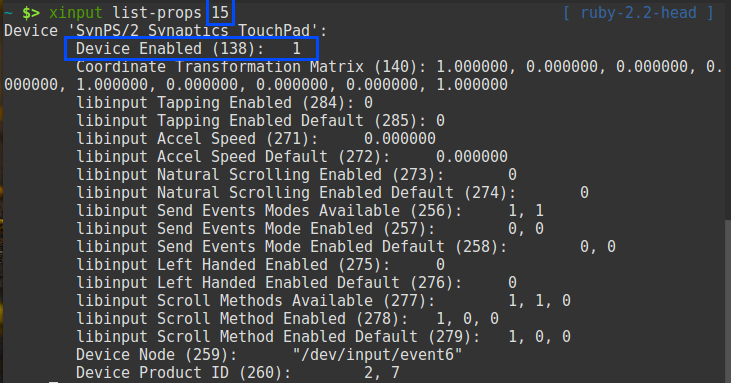 ~ $> xinput list-props 15 [ ruby-2.2-head ]
Device 'SynPS/2 Synaptics TouchPad':
Device Enabled (138): 1
Coordinate Transformation Matrix (140): 1.000000, 0.000000, 0.000000, 0.
000000, 1.000000, 0.000000, 0.000000, 0.000000, 1.000000
libinput Tapping Enabled (284): 0
libinput Tapping Enabled Default (285): 0
libinput Accel Speed (271): 0.000000
libinput Accel Speed Default (272): 0.000000
libinput Natural Scrolling Enabled (273): 0
libinput Natural Scrolling Enabled Default (274): 0
libinput Send Events Modes Available (256): 1, 1
libinput Send Events Mode Enabled (257): 0, 0
libinput Send Events Mode Enabled Default (258): 0, 0
libinput Left Handed Enabled (275): 0
libinput Left Handed Enabled Default (276): 0
libinput Scroll Methods Available (277): 1, 1, 0
libinput Scroll Method Enabled (278): 1, 0, 0
libinput Scroll Method Enabled Default (279): 1, 0, 0
Device Node (259): "/dev/input/event6"
Device Product ID (260): 2, 7